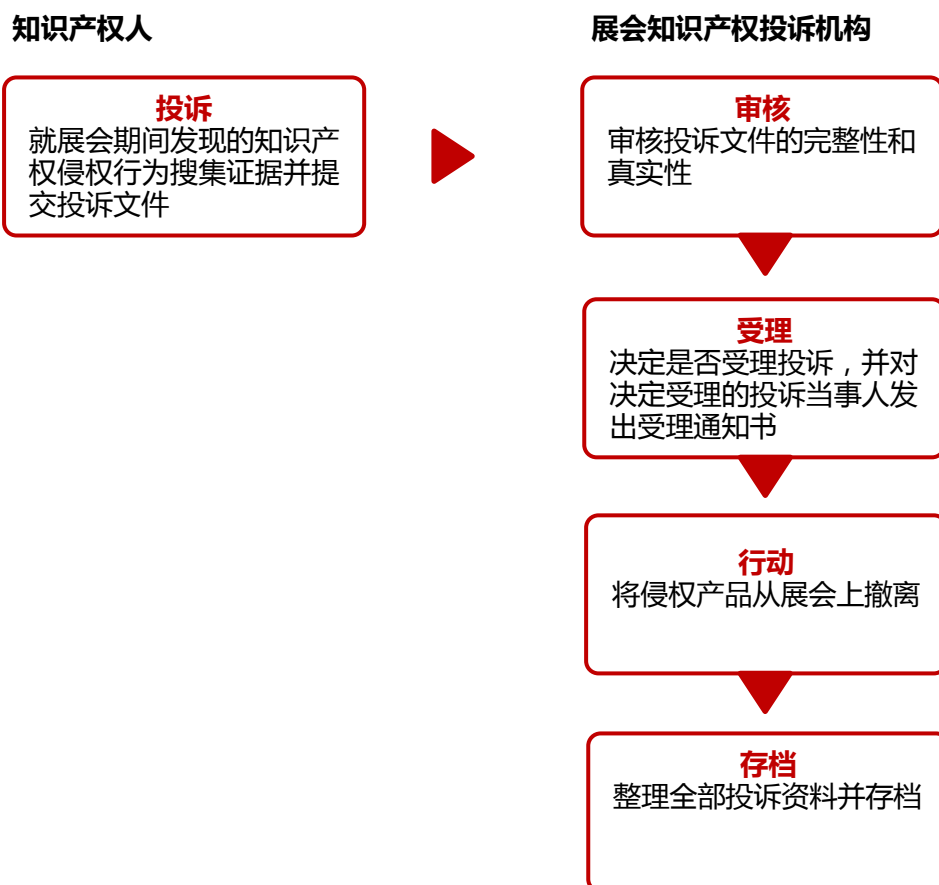 知识产权人
展会知识产权投诉机构
投诉
就展会期间发现的知识产
权侵权行为搜集证据并提
交投诉文件
审核
审核投诉文件的完整性和
真实性
受理
决定是否受理投诉，并对
决定受理的投诉当事人发
出受理通知书
行动
将侵权产品从展会上撤离
存档
整理全部投诉资料并存档